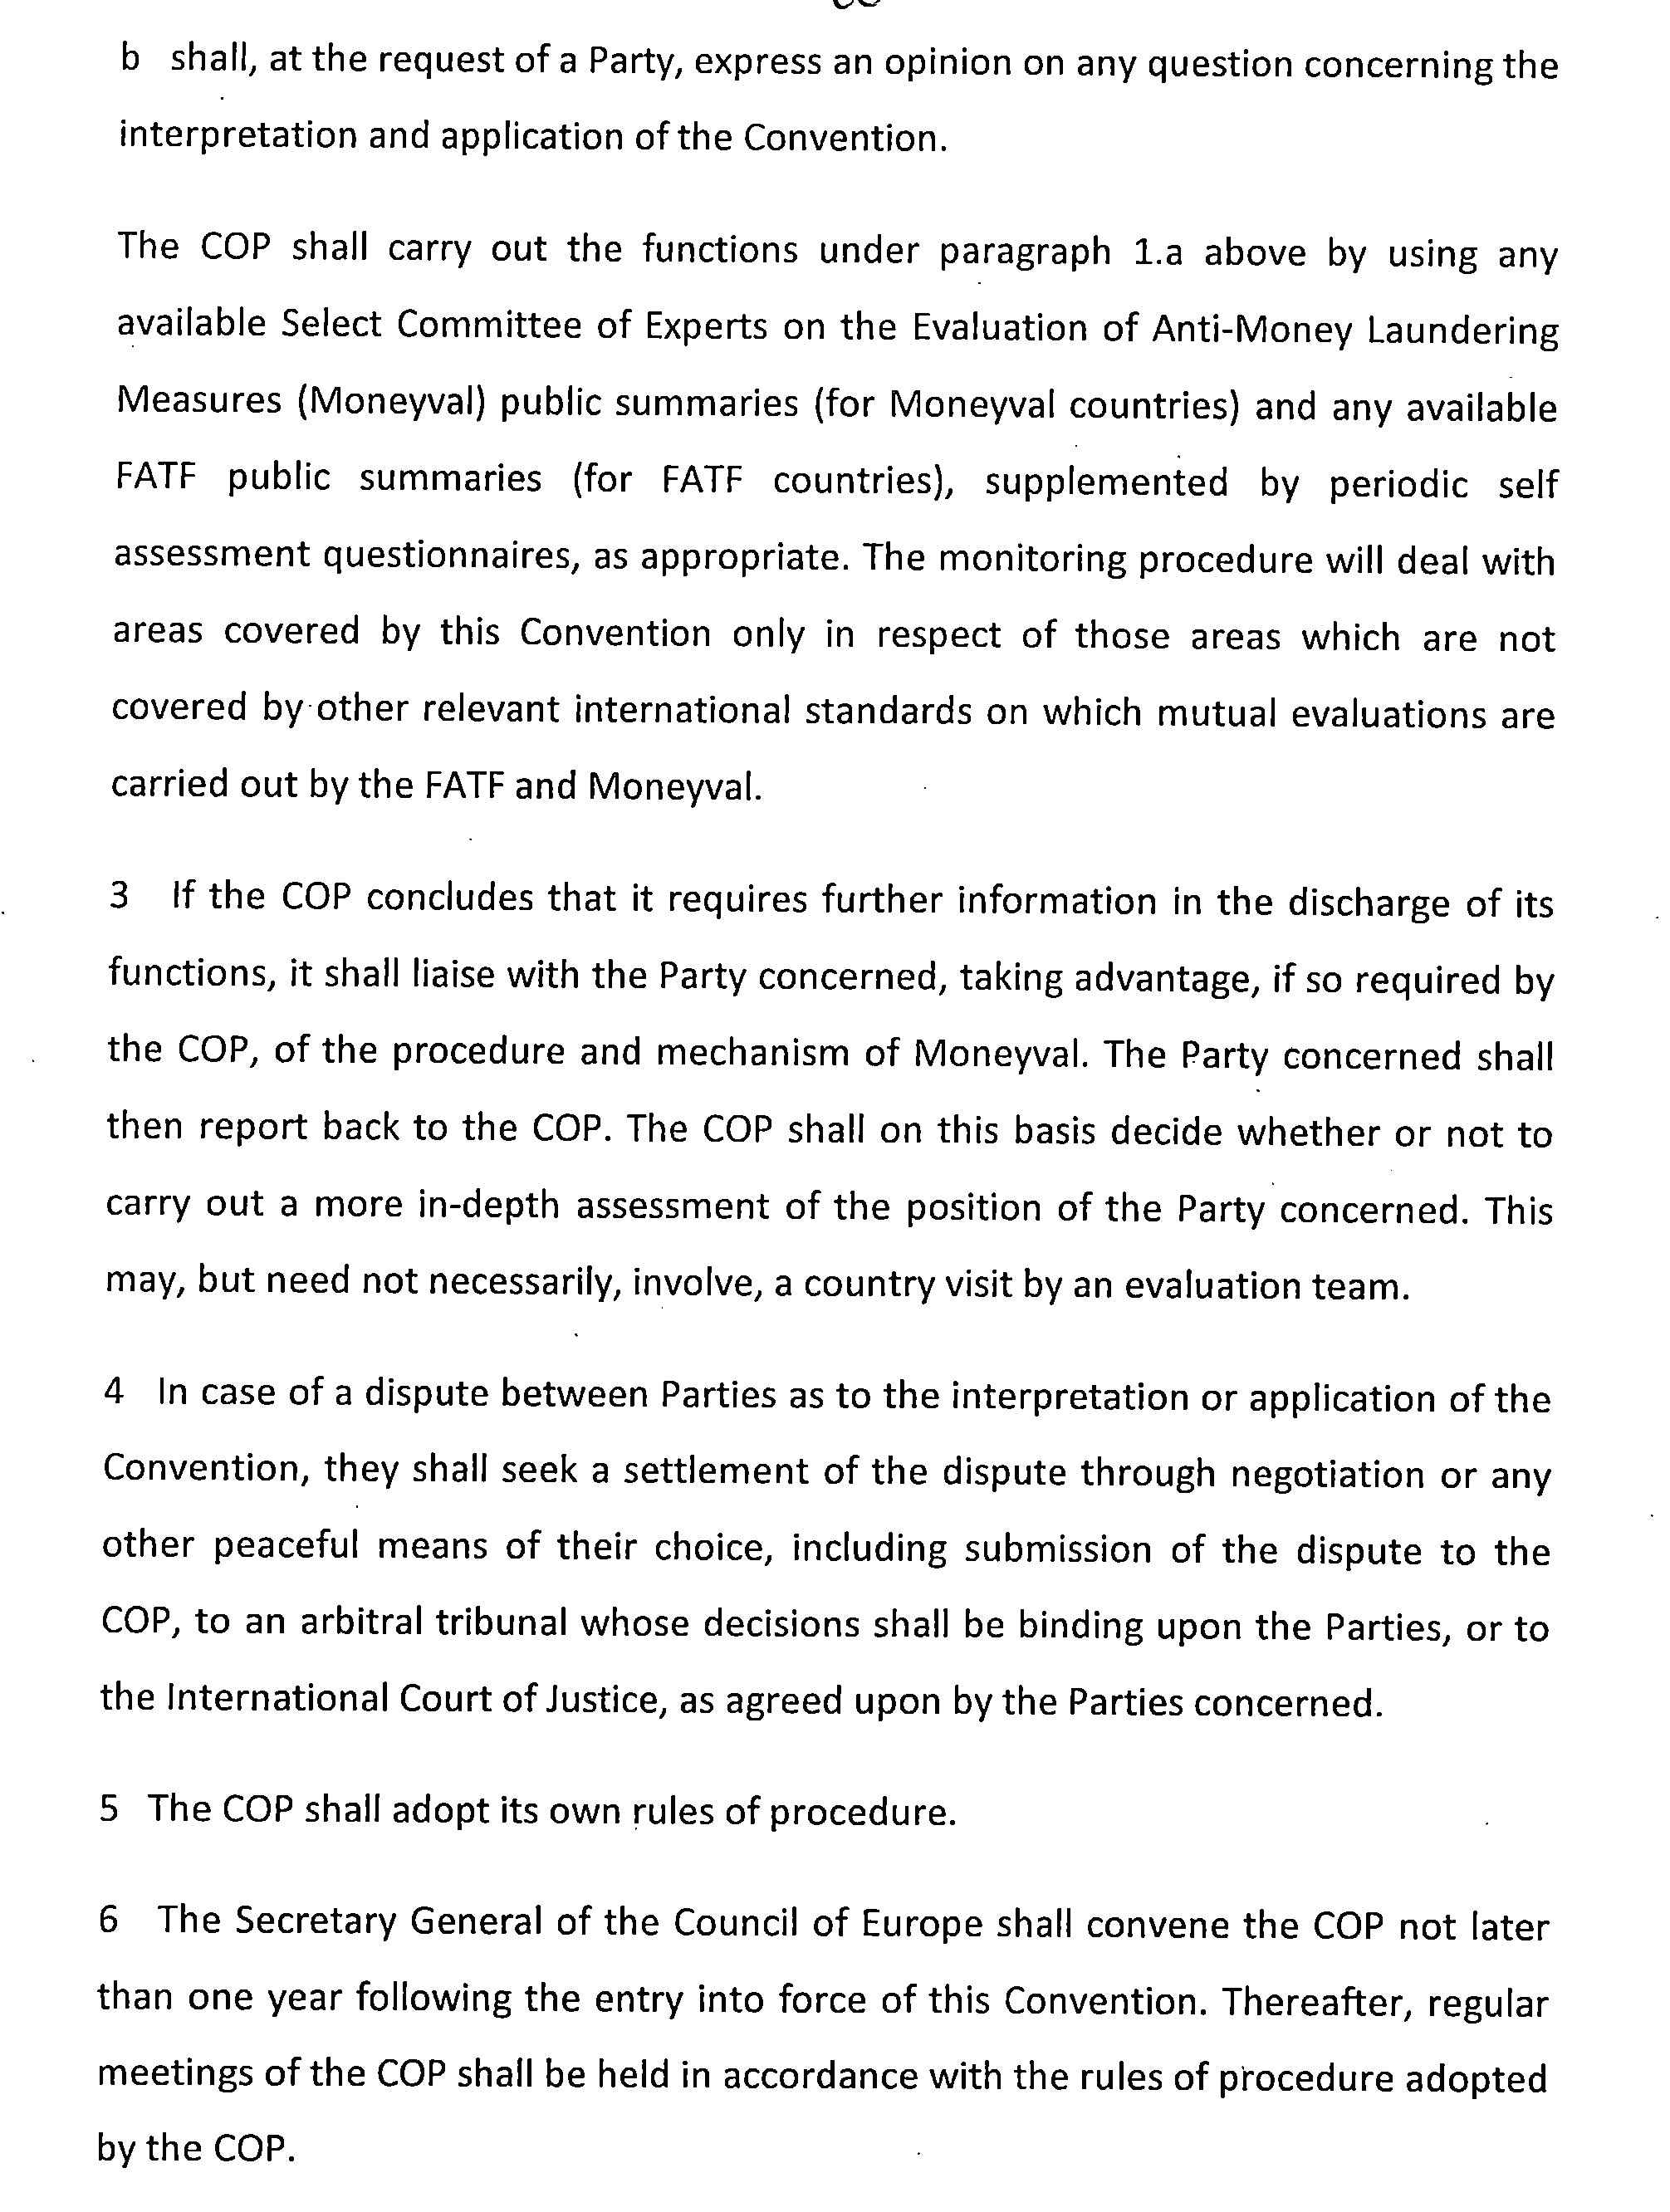 b shall, at the request of a Party, express an opinion on any question concerning the
interpretation and application of the Convention.
The COP shall carry out the functions under paragraph 1.a above by using any
available Select Committee of Experts on the Evaluation of Anti-Money Laundering
Measures (Moneyval) public summaries (for Moneyval countries) and any available
FATF public summaries (for FATF countries), supplemented by periodic self
assessment questionnaires, as appropriate. The monitoring procedure will deal with
areas covered by this Convention only in respect of those areas which are not
covered by other relevant international standards on which mutual evaluations are
carried out by the FATF and Moneyval.
3 If the COP concludes that it requires further information in the discharge of its
functions, it shall liaise with the Party concerned, taking advantage, if so required by
the COP, of the procedure and mechanism of Moneyval. The Party concerned shall
then report back to the COP. The COP shall on this basis decide whether or not to
carry out a more in-depth assessment of the position of the Party concerned. This
may, but need not necessarily, involve, a country visit by an evaluation team.
4 In case of a dispute between Parties as to the interpretation or application of the
Convention, they shall seek a settlement of the dispute through negotiation or any
other peaceful means of their choice, including submission of the dispute to the
COP, to an arbitral tribunal whose decisions shall be binding upon the Parties, or to
the International Court of Justice, as agreed upon by the Parties concerned.
5 The COP shall adopt its own rules of procedure.
6 The Secretary General of the Council of Europe shall convene the COP not later
than one year following the entry into force of this Convention. Thereafter, regular
meetings of the COP shall be held in accordance with the rules of procedure adopted
by the COP.